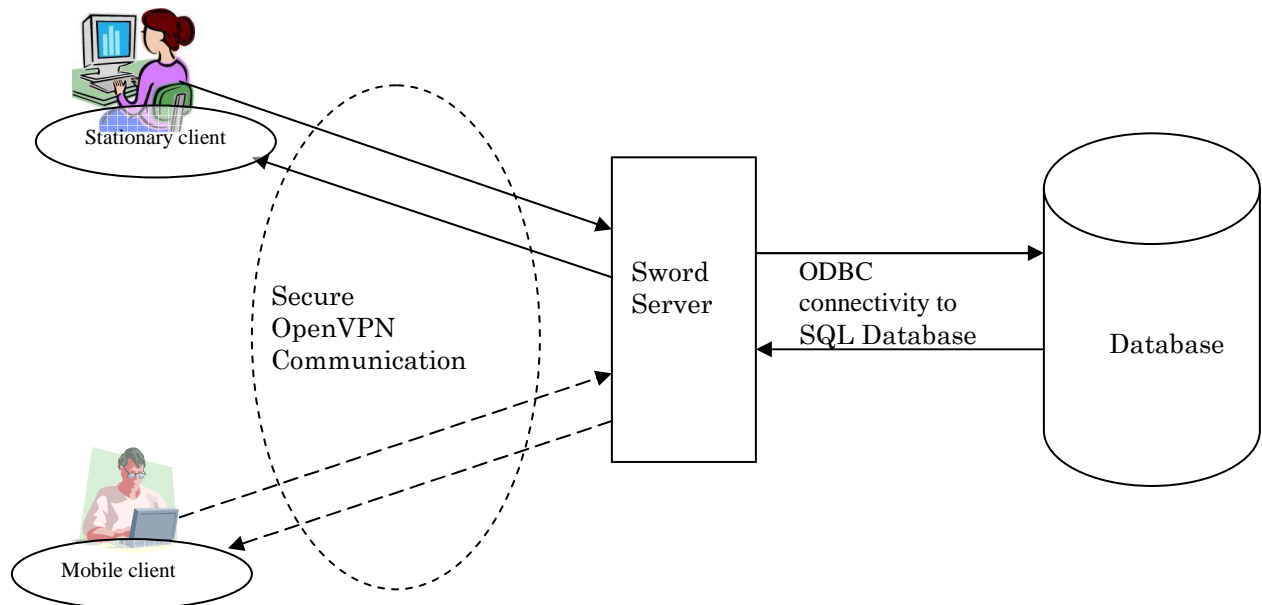 Stationary client
Secure
OpenVPN
Communication
Sword
Server
ODBC
connectivity to
SQL Database
Database
Mobile client